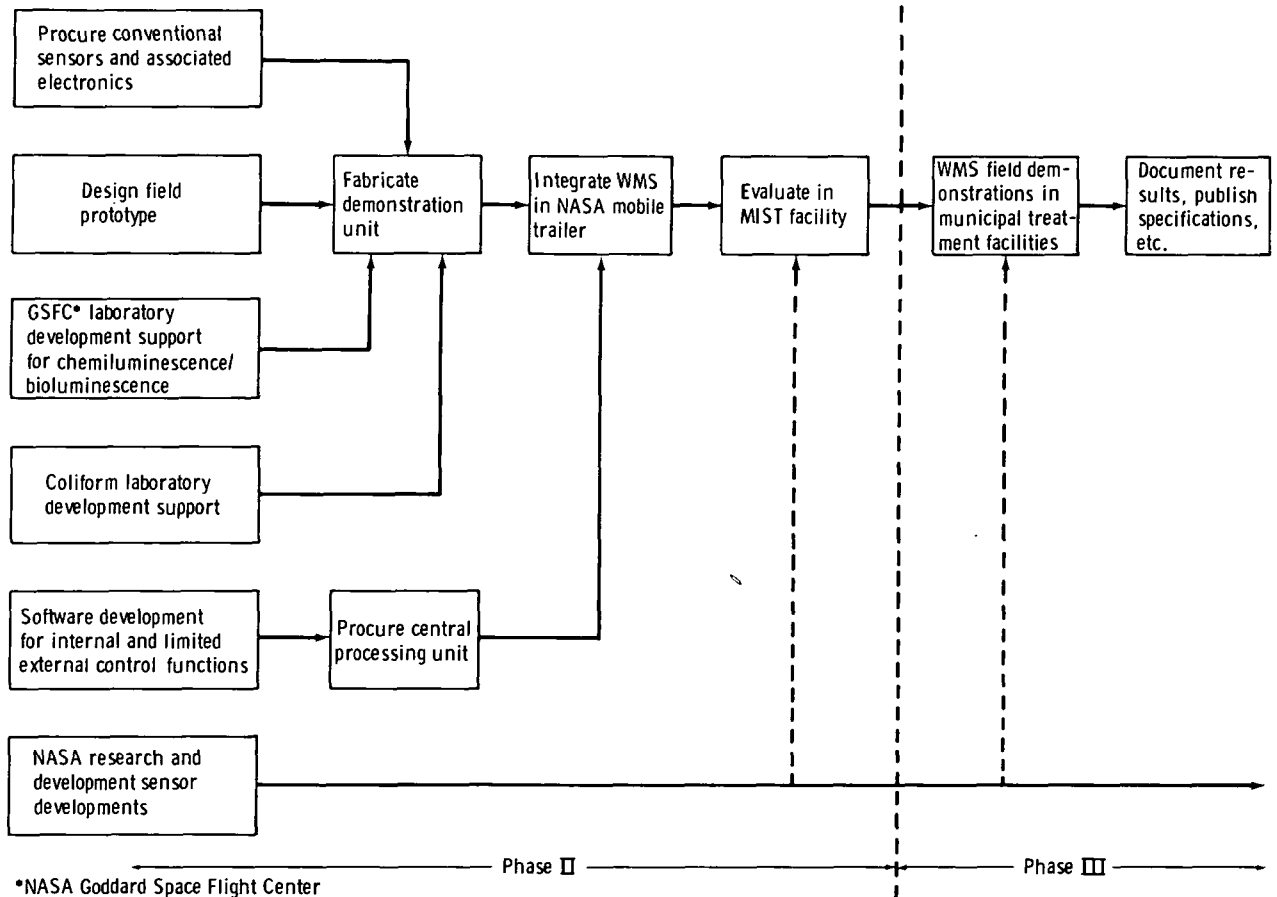 Procure conventional
sensors and associated
electronics
Design field
prototype
Fabricate
demonstration
unit
Integrate WMS
in NASA mobile
trailer
Evaluate in
MIST facility
WMS field dem-
onstrations in
municipal treat-
ment facilities
Document re-
sults, publish
specifications,
etc.
GSFC* laboratory
development support
for chemiluminescence/
bioluminescence
Coliform laboratory
development support
Software development
for internal and limited
external control functions
Procure central
processing unit
NASA research and
development sensor
developments
Phase II
Phase III
*NASA Goddard Space Flight Center